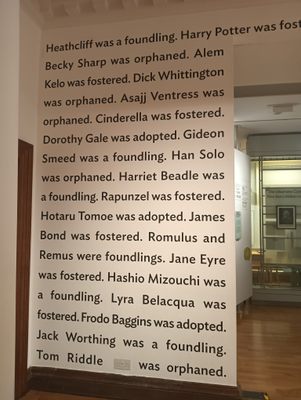 Heathcliff was a foundling. Harry Potter was fost
Becky Sharp was orphaned. Alem
Kelo was fostered. Dick Whittington
was orphaned. Asajj Ventress was
orphaned. Cinderella was fostered.
Dorothy Gale was adopted. Gideon
Smeed was a foundling. Han Solo
was orphaned. Harriet Beadle was
a foundling. Rapunzel was fostered.
Hotaru Tomoe was adopted. James
Bond was fostered. Romulus and
Remus were foundlings. Jane Eyre
was fostered. Hashio Mizouchi was
a foundling. Lyra Belacqua was
fostered. Frodo Baggins was adopted.
Jack Worthing was a foundling.
Tom Riddle was orphaned.